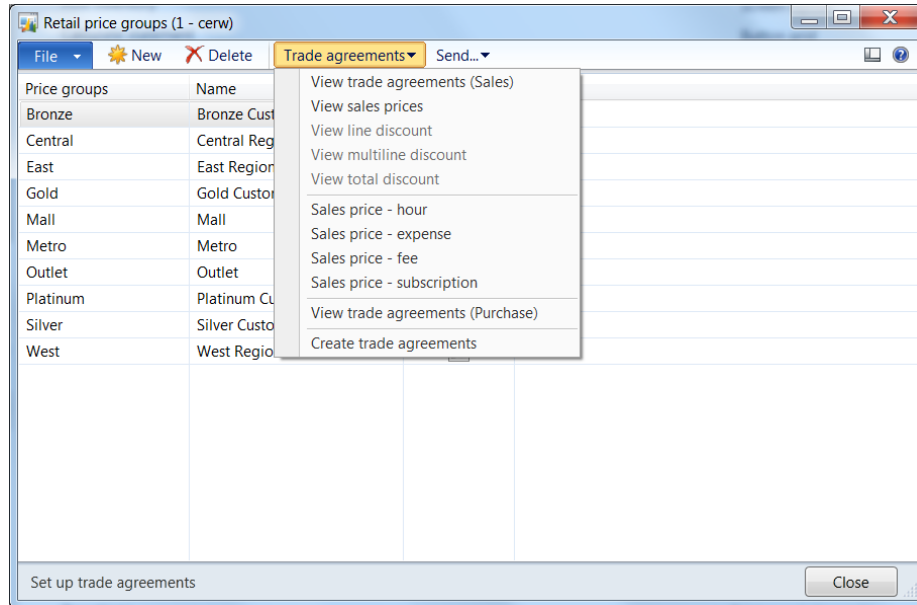 Retail price groups (1 - cerw)
File New Delete Trade agreements Send...
Price groups Name
Bronze Bronze Cust
Central Central Reg
East East Region
Gold Gold Custo
Mall Mall
Metro Metro
Outlet Outlet
Platinum Platinum Cu
Silver Silver Custo
West West Regio
View trade agreements (Sales)
View sales prices
View line discount
View multiline discount
View total discount
Sales price - hour
Sales price - expense
Sales price - fee
Sales price - subscription
View trade agreements (Purchase)
Create trade agreements
Set up trade agreements Close